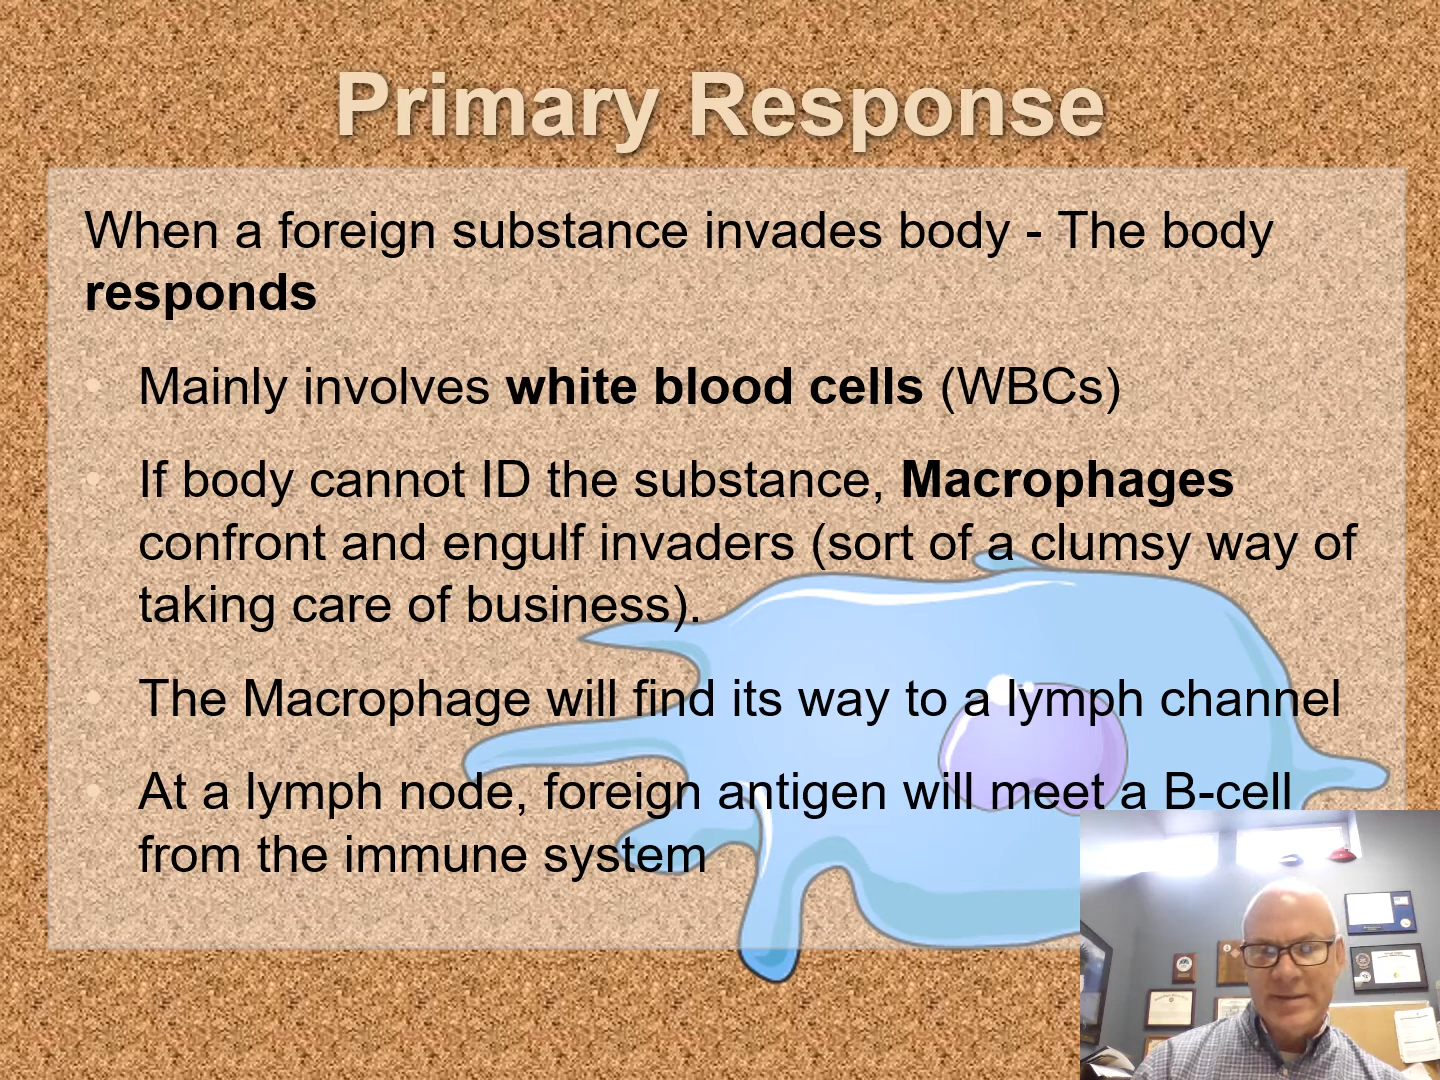 Primary Response
When a foreign substance invades body - The body
responds
Mainly involves white blood cells (WBCs)
If body cannot ID the substance, Macrophages
confront and engulf invaders (sort of a clumsy way of
taking care of business).
The Macrophage will find its way to a lymph channel
At a lymph node, foreign antigen will meet a B-cell
from the immune system